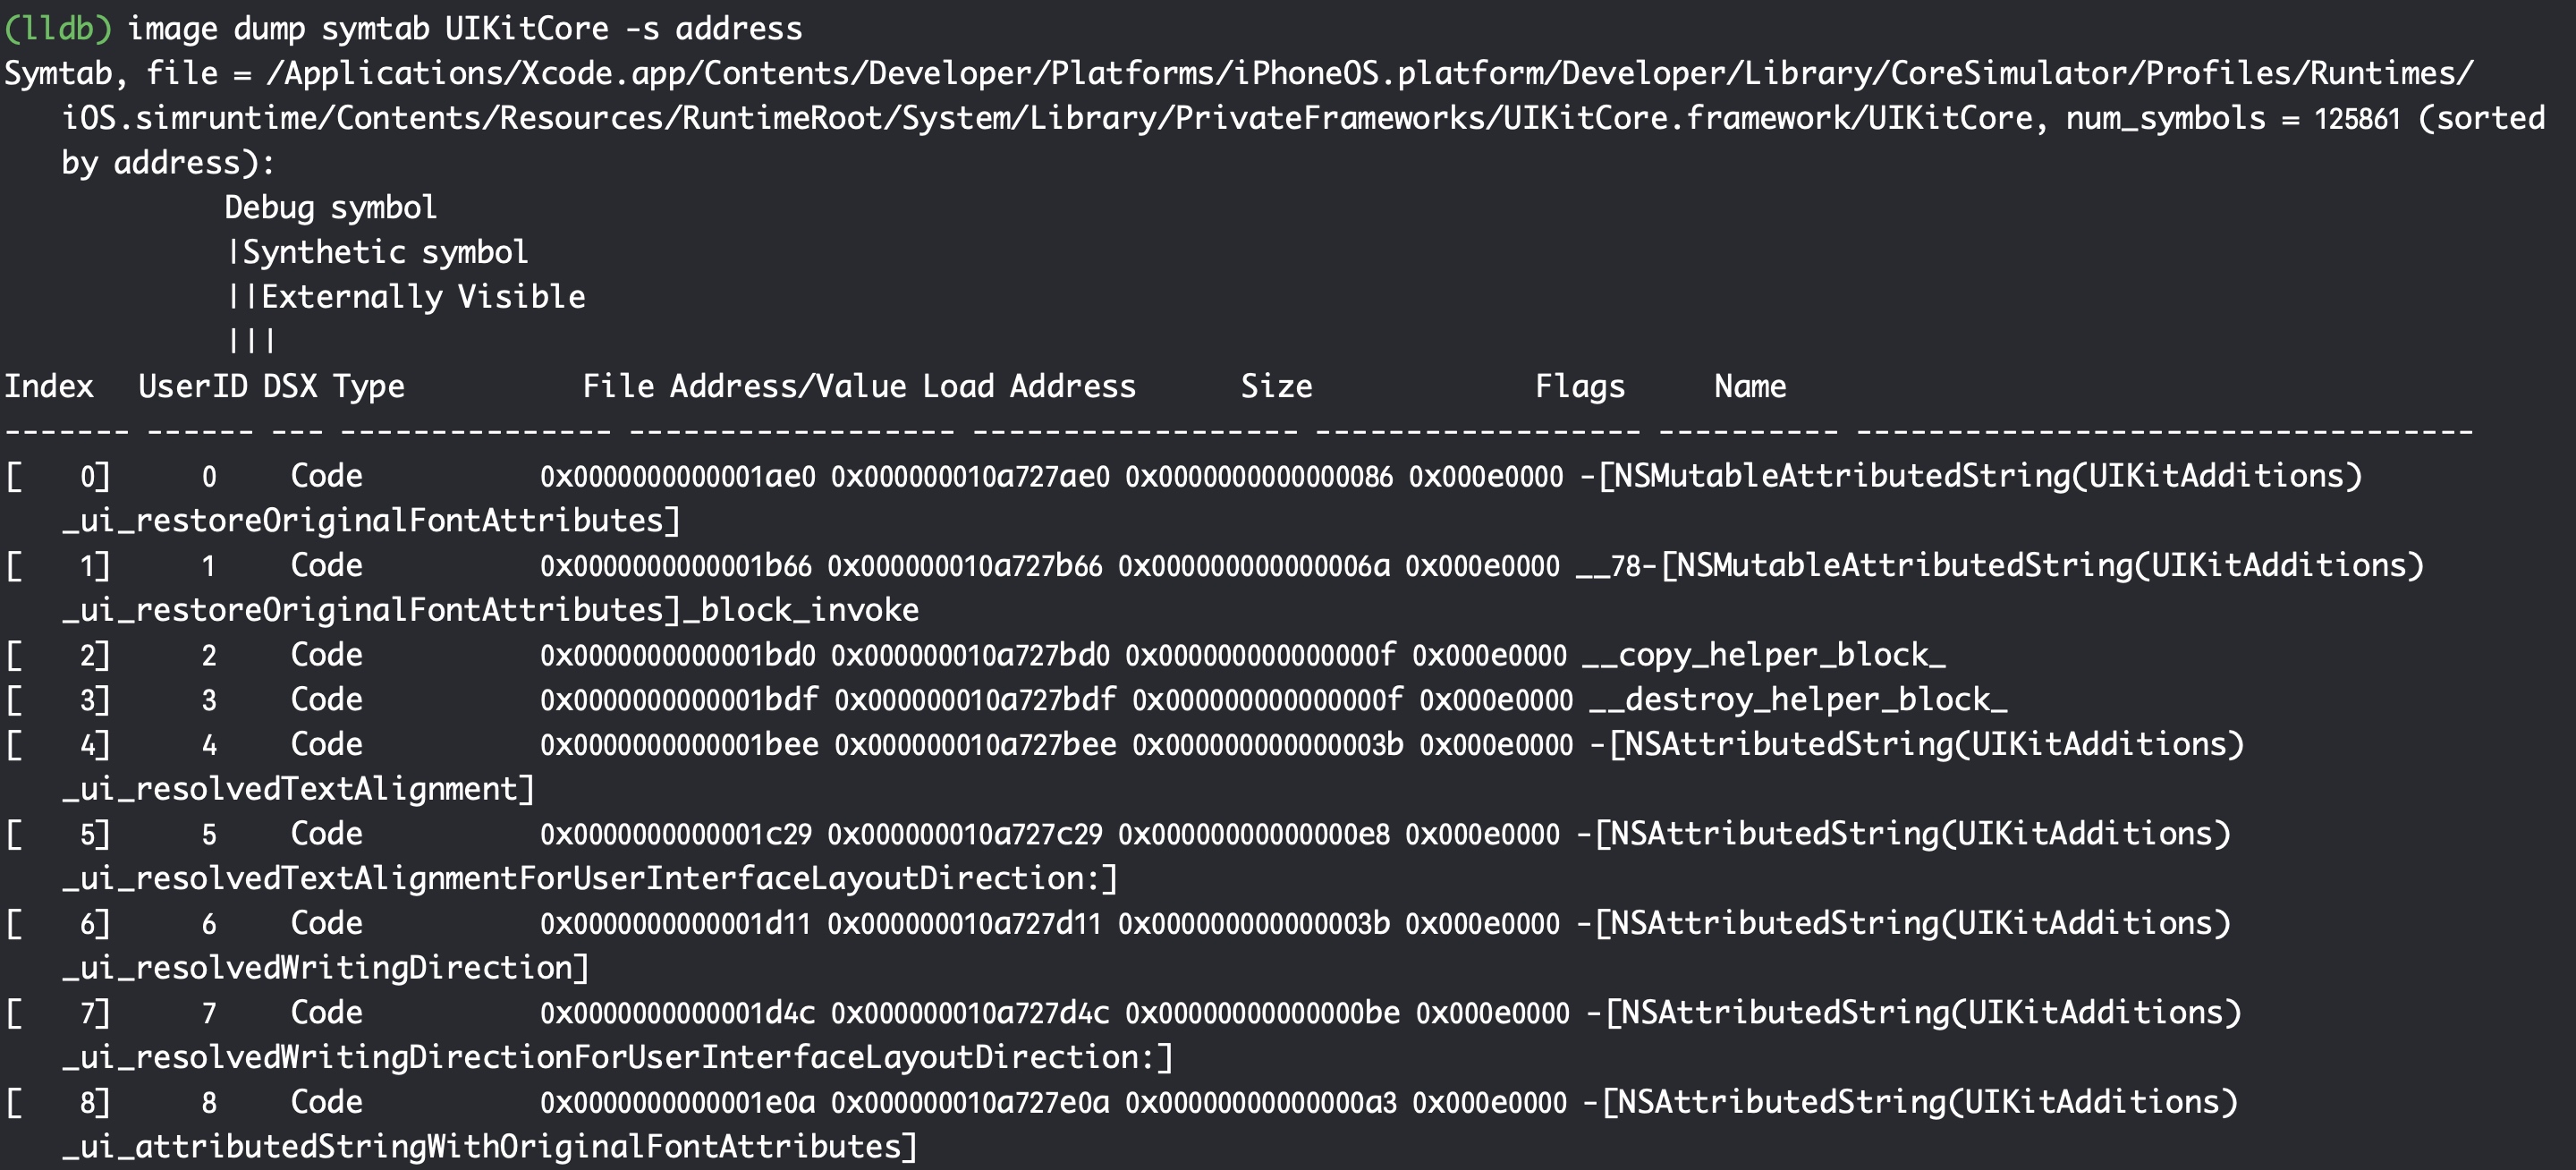 (lldb) image dump symtab UIKitCore -s address
Symtab, file = /Applications/Xcode.app/Contents/Developer/Platforms/iPhoneOS.platform/Developer/Library/CoreSimulator/Profiles/Runtimes/
iOS.simruntime/Contents/Resources/RuntimeRoot/System/Library/PrivateFrameworks/UIKitCore.framework/UIKitCore, num_symbols = 125861 (sorted
by address):
Debug symbol
|Synthetic symbol
||Externally Visible
|||
Index UserID DSX Type File Address/Value Load Address Size Flags Name
------- ------ --- --------------- ------------------ ------------------ ------------------ ---------- ----------------------------------
[ 0] 0 Code 0x0000000000001ae0 0x000000010a727ae0 0x0000000000000086 0x000e0000 -[NSMutableAttributedString(UIKitAdditions)
_ui_restoreOriginalFontAttributes]
[ 1] 1 Code 0x0000000000001b66 0x000000010a727b66 0x000000000000006a 0x000e0000 __78-[NSMutableAttributedString(UIKitAdditions)
_ui_restoreOriginalFontAttributes]_block_invoke
[ 2] 2 Code 0x0000000000001bd0 0x000000010a727bd0 0x000000000000000f 0x000e0000 __copy_helper_block_
[ 3] 3 Code 0x0000000000001bdf 0x000000010a727bdf 0x000000000000000f 0x000e0000 __destroy_helper_block_
[ 4] 4 Code 0x0000000000001bee 0x000000010a727bee 0x000000000000003b 0x000e0000 -[NSAttributedString(UIKitAdditions)
_ui_resolvedTextAlignment]
[ 5] 5 Code 0x0000000000001c29 0x000000010a727c29 0x00000000000000e8 0x000e0000 -[NSAttributedString(UIKitAdditions)
_ui_resolvedTextAlignmentForUserInterfaceLayoutDirection:]
[ 6] 6 Code 0x0000000000001d11 0x000000010a727d11 0x000000000000003b 0x000e0000 -[NSAttributedString(UIKitAdditions)
_ui_resolvedWritingDirection]
[ 7] 7 Code 0x0000000000001d4c 0x000000010a727d4c 0x00000000000000be 0x000e0000 -[NSAttributedString(UIKitAdditions)
_ui_resolvedWritingDirectionForUserInterfaceLayoutDirection:]
[ 8] 8 Code 0x0000000000001e0a 0x000000010a727e0a 0x00000000000000a3 0x000e0000 -[NSAttributedString(UIKitAdditions)
_ui_attributedStringWithOriginalFontAttributes]